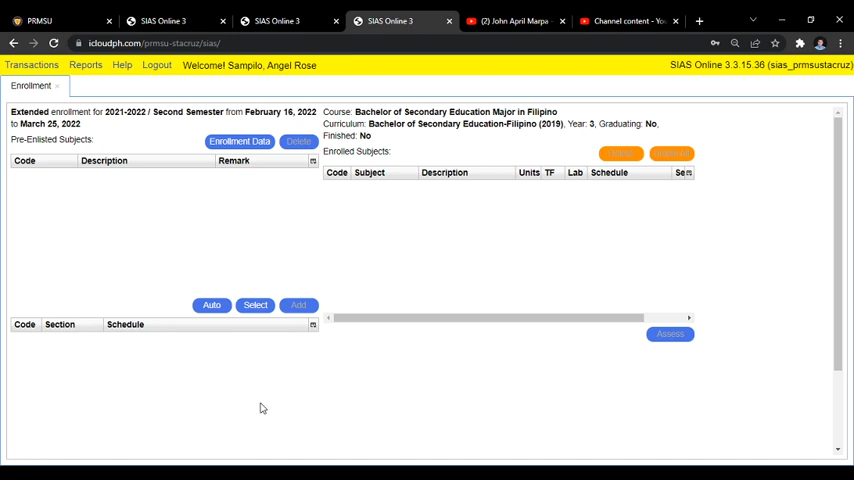 PRMSU
SIAS Online 3
SIAS Online 3
SIAS Online 3
(2) John April Marpa -
Channel content - You
icloudph.com/prmsu-stacruz/sias/
Transactions Reports Help Logout Welcome! Sampilo, Angel Rose SIAS Online 3.3.15.36 (sias_prmsustacruz)
Enrollment
Extended enrollment for 2021-2022 / Second Semester from February 16, 2022
to March 25, 2022
Pre-Enlisted Subjects:
Enrollment Data Delete
Code Description Remark
Auto Select Add
Code Section Schedule
Course: Bachelor of Secondary Education Major in Filipino
Curriculum: Bachelor of Secondary Education-Filipino (2019), Year: 3, Graduating: No,
Finished: No
Enrolled Subjects:
Code Subject Description Units TF Lab Schedule Se
Assess